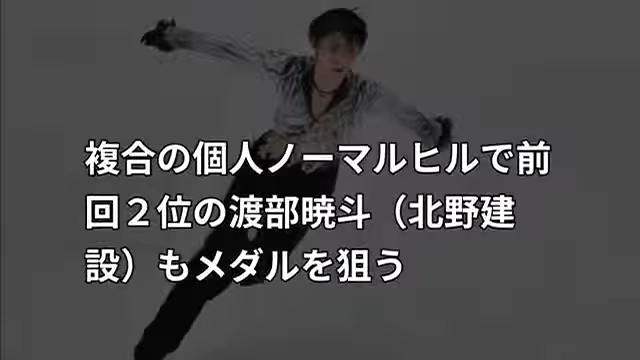 複合の個人ノーマルヒルで前
回２位の渡部暁斗（北野建
設）もメダルを狙う